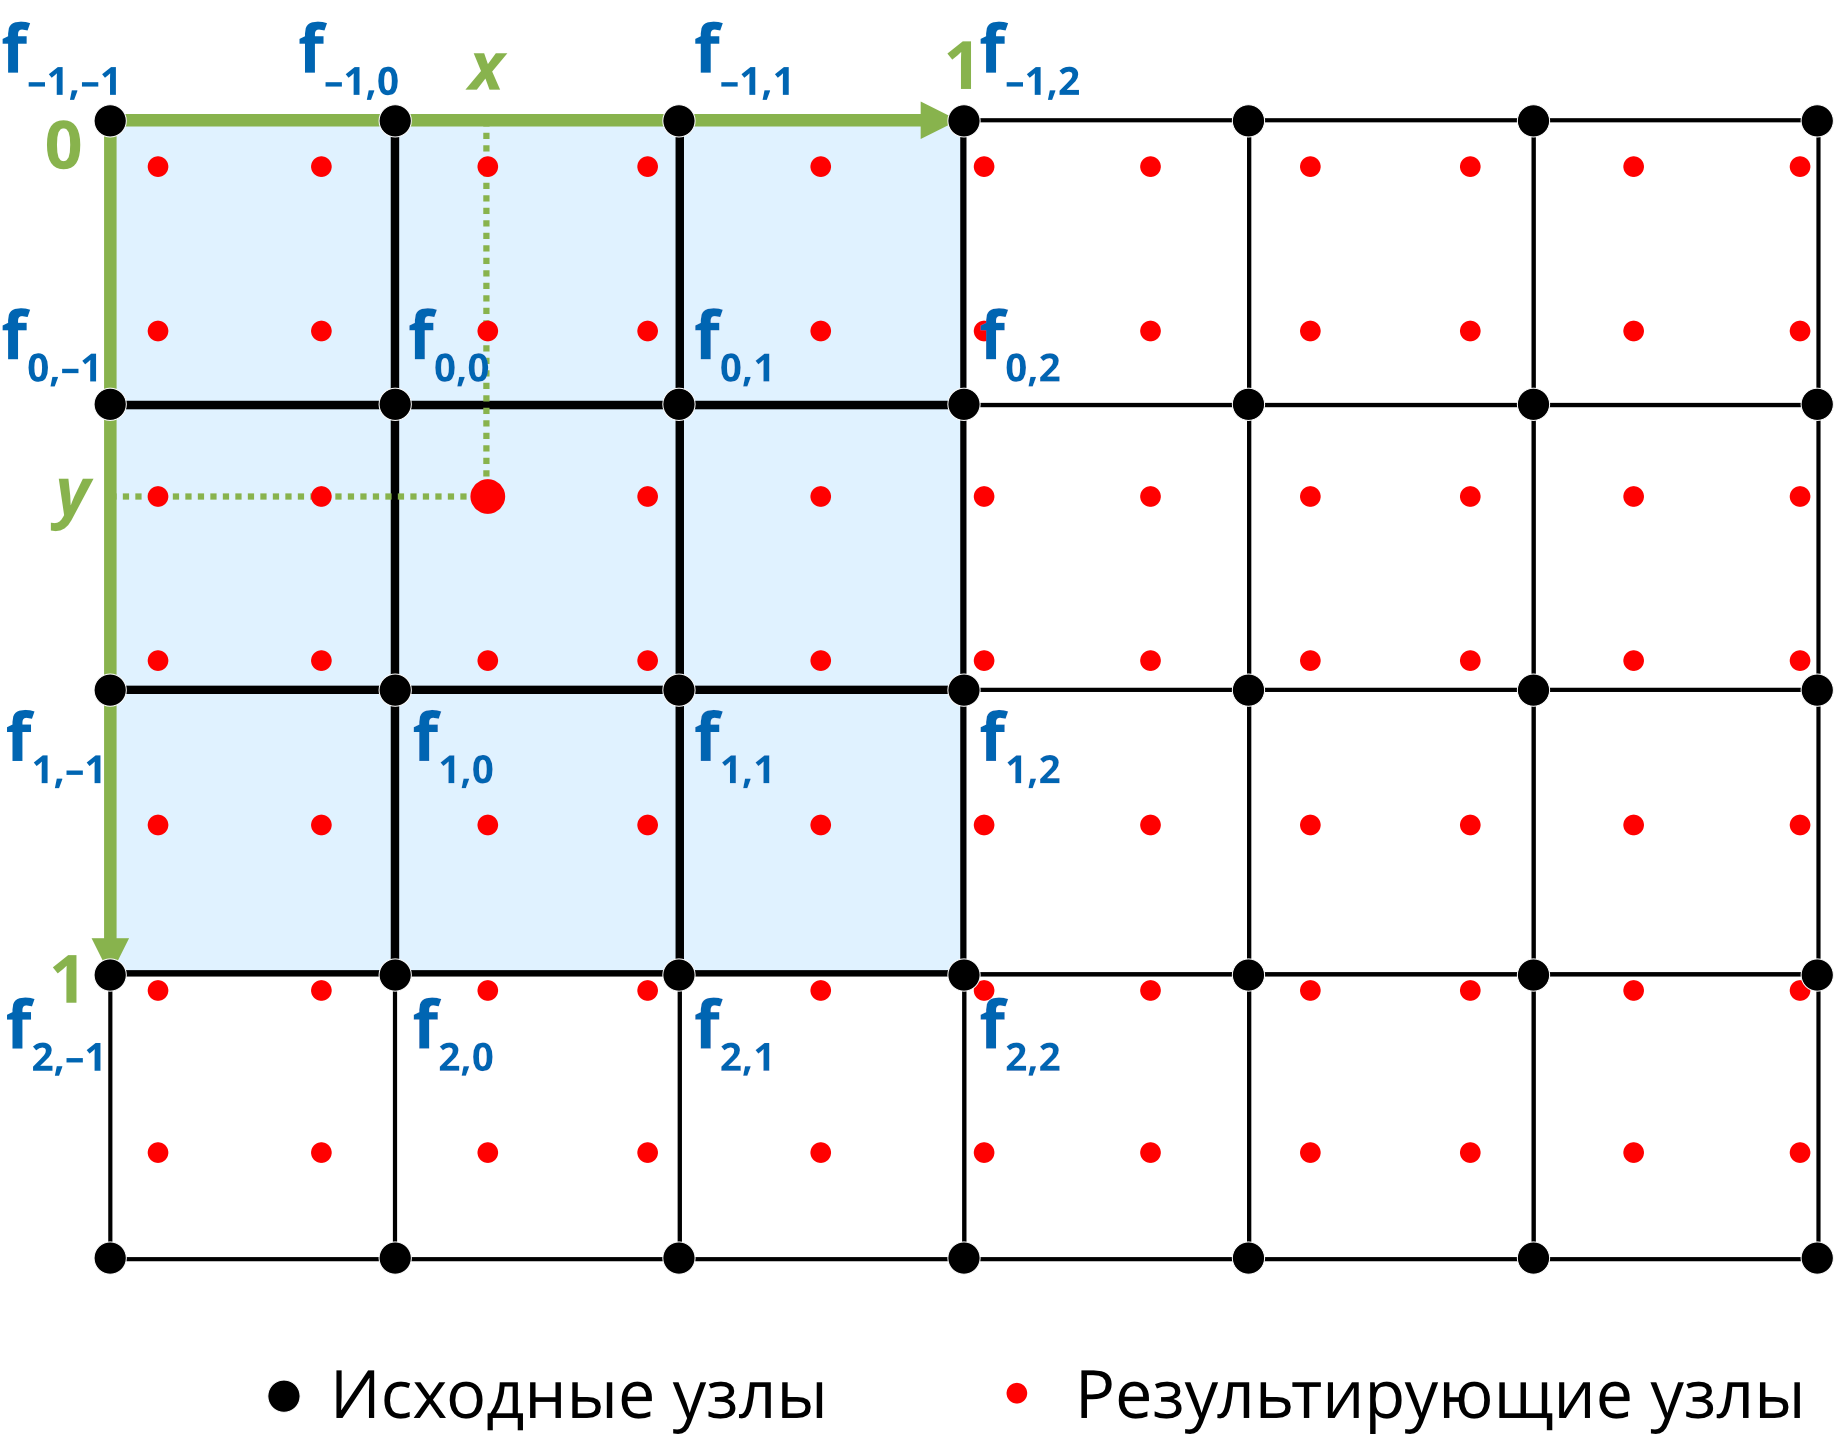 f–1,–1 f–1,0 x f–1,1 1 f–1,2
0
f0,–1 f0,0 f0,1 f0,2
y
f1,–1 f1,0 f1,1 f1,2
1
f2,–1 f2,0 f2,1 f2,2
Исходные узлы Результирующие узлы